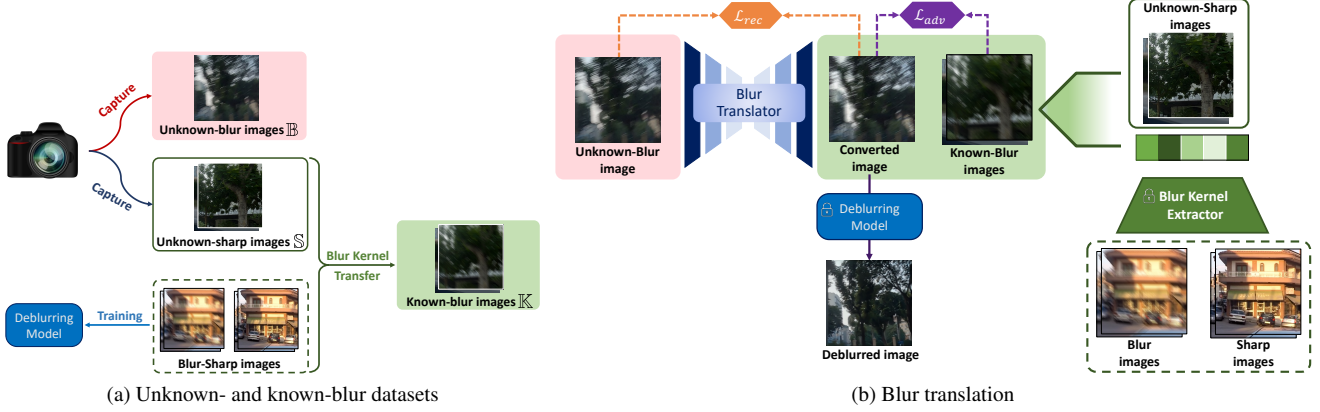 Capture
Unknown-blur images 𝔹
Capture
Unknown-sharp images 𝕊
Blur Kernel
Transfer
Known-blur images 𝕂
Deblurring
Model
Training
Blur-Sharp images
(a) Unknown- and known-blur datasets
ℒrec
ℒadv
Unknown-Blur
image
Blur
Translator
Converted
image
Known-Blur
images
Unknown-Sharp
images
Deblurring
Model
Deblurred image
Blur Kernel
Extractor
Blur
images
Sharp
images
(b) Blur translation